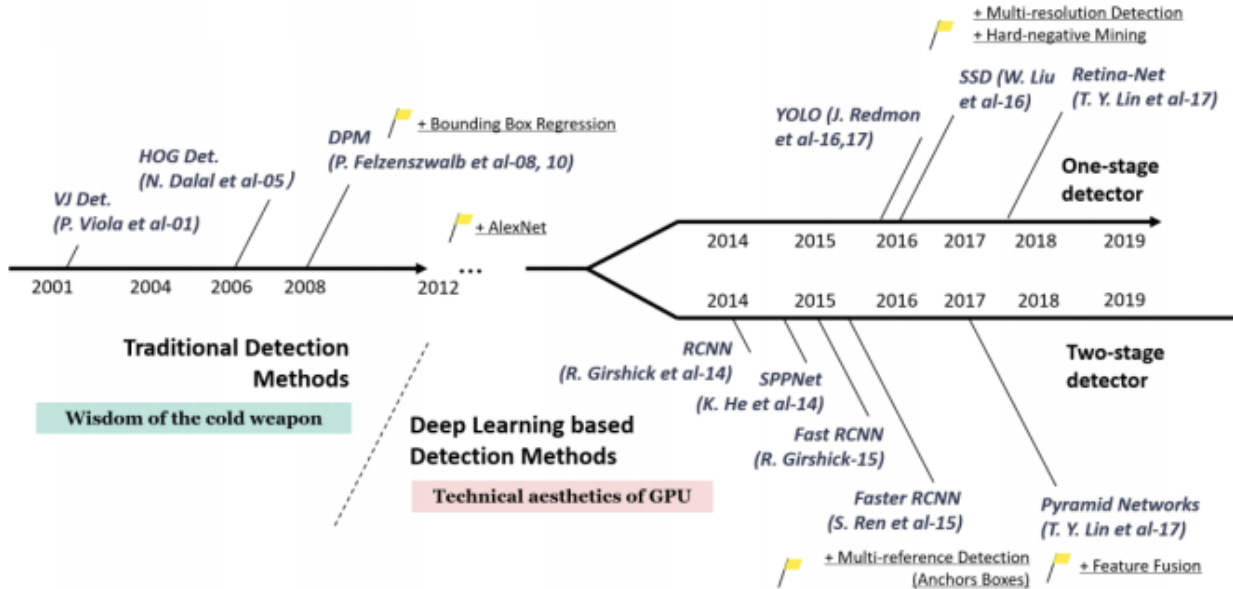 + Multi-resolution Detection
+ Hard-negative Mining
SSD (W. Liu
et al-16)
Retina-Net
(T. Y. Lin et al-17)
YOLO (J. Redmon
et al-16,17)
+ Bounding Box Regression
DPM
(P. Felzenszwalb et al-08, 10)
HOG Det.
(N. Dalal et al-05)
VJ Det.
(P. Viola et al-01)
+ AlexNet
One-stage
detector
2014 2015 2016 2017 2018 2019
...
2001 2004 2006 2008 2012
2014 2015 2016 2017 2018 2019
Traditional Detection
Methods
Wisdom of the cold weapon
Deep Learning based
Detection Methods
Technical aesthetics of GPU
RCNN
(R. Girshick et al-14)
SPPNet
(K. He et al-14)
Fast RCNN
(R. Girshick-15)
Faster RCNN
(S. Ren et al-15)
Two-stage
detector
Pyramid Networks
(T. Y. Lin et al-17)
+ Multi-reference Detection
(Anchors Boxes)
+ Feature Fusion